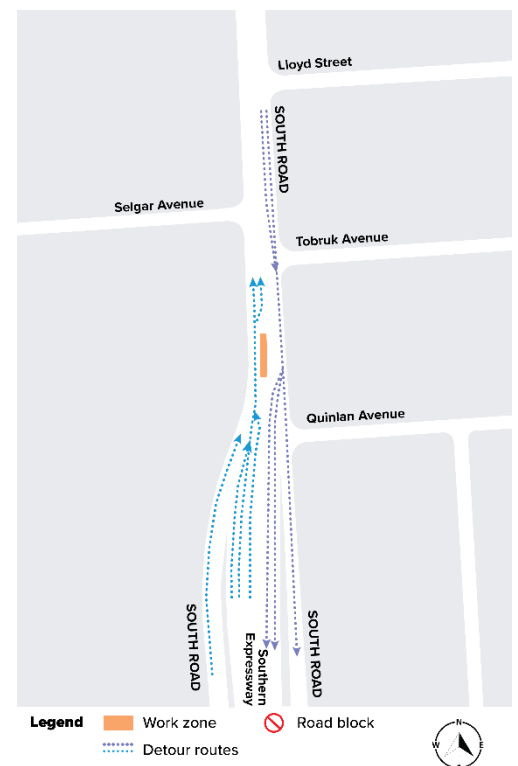 Lloyd Street
SOUTH ROAD
Selgar Avenue
Tobruk Avenue
Quinlan Avenue
SOUTH ROAD
Southern
Expressway
SOUTH ROAD
Legend
Work zone
Road block
Detour routes
N
W
E
S